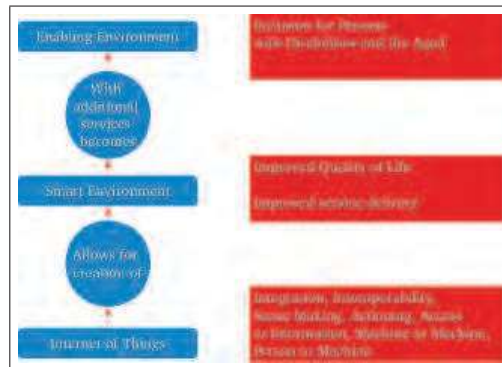 Enabling Environment
Inclusion for Persons
with Disabilities and the Aged
With
additional
services
becomes
Smart Environment
Improved Quality of Life
Improved service delivery
Allows for
creation of
Internet of Things
Integration, Interoperability,
Sense Making, Actioning, Access
to Information, Machine to Machine,
Person to Machine